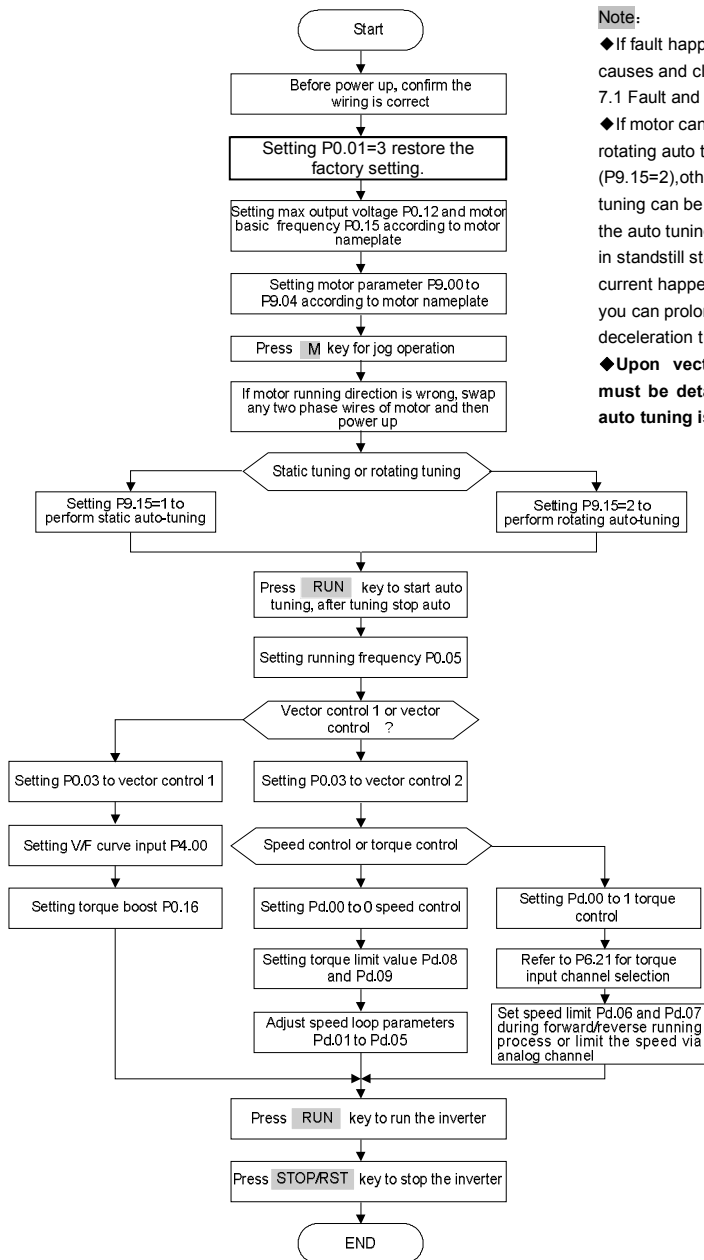 Start
Before power up, confirm the
wiring is correct
Setting P0.01=3 restore the
factory setting.
Setting max output voltage P0.12 and motor
basic frequency P0.15 according to motor
nameplate
Setting motor parameter P9.00 to
P9.04 according to motor nameplate
Press M key for jog operation
If motor running direction is wrong, swap
any two phase wires of motor and then
power up
Static tuning or rotating tuning
Setting P9.15=1 to
perform static auto-tuning
Setting P9.15=2 to
perform rotating auto-tuning
Press RUN key to start auto
tuning, after tuning stop auto
Setting running frequency P0.05
Vector control 1 or vector
control ?
Setting P0.03 to vector control 1
Setting P0.03 to vector control 2
Setting V/F curve input P4.00
Speed control or torque control
Setting torque boost P0.16
Setting Pd.00 to 0 speed control
Setting Pd.00 to 1 torque
control
Setting torque limit value Pd.08
and Pd.09
Refer to P6.21 for torque
input channel selection
Adjust speed loop parameters
Pd.01 to Pd.05
Set speed limit Pd.06 and Pd.07
during forward/reverse running
process or limit the speed via
analog channel
Press RUN key to run the inverter
Press STOP/RST key to stop the inverter
END
Note:
◆If fault happ
causes and cl
7.1 Fault and
◆If motor can
rotating auto t
(P9.15=2),oth
tuning can be
the auto tuning
in standstill st
current happe
you can prolon
deceleration t
◆Upon vect
must be deta
auto tuning is